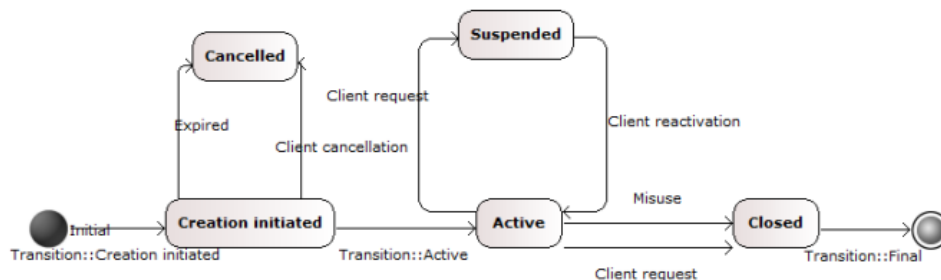 Suspended
Cancelled
Client request
Expired
Client reactivation
Client cancellation
Misuse
Initial
Creation initiated
Active
Closed
Transition::Creation initiated
Transition::Active
Transition::Final
Client request